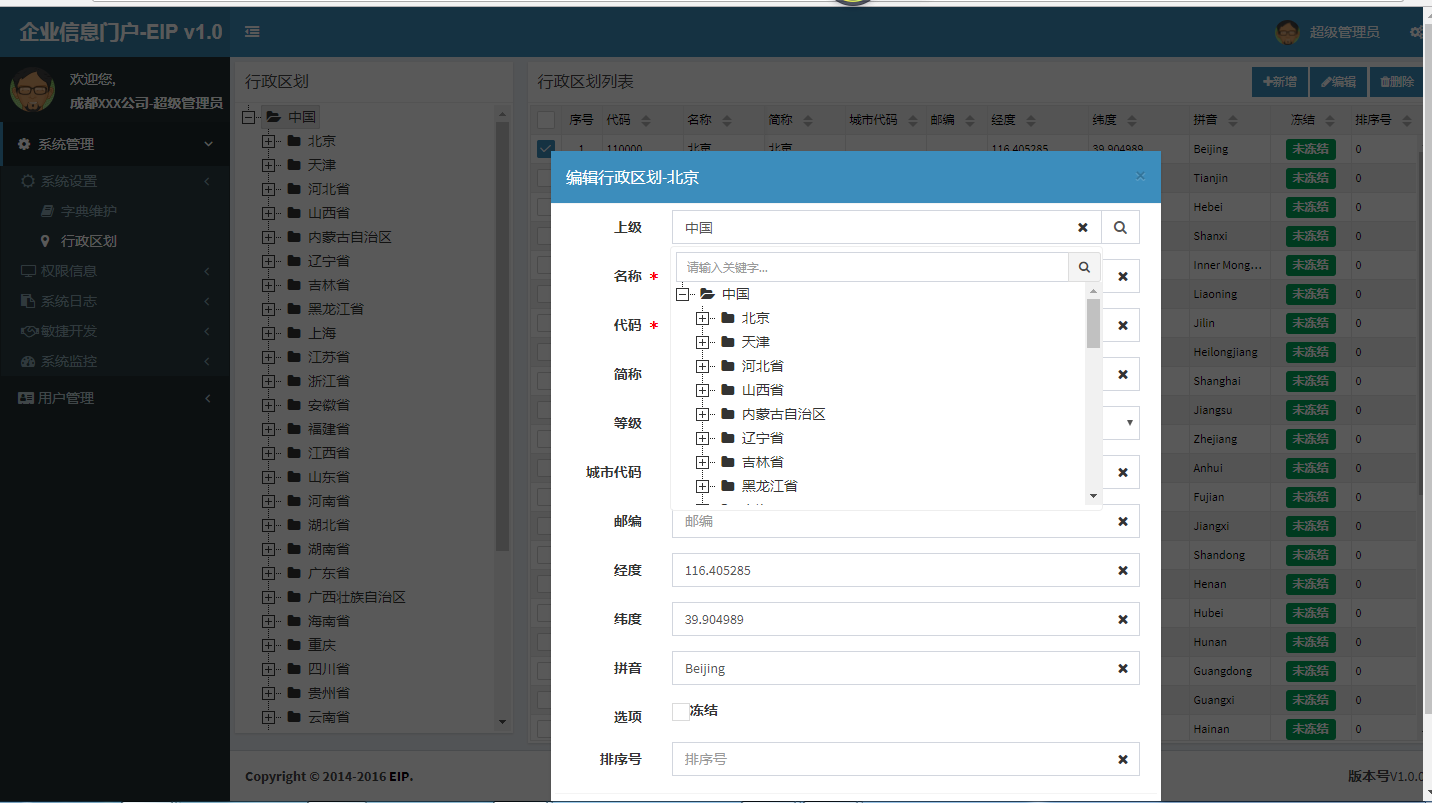 企业信息门户-EIP v1.0
超级管理员
欢迎您,
成都XXX公司-超级管理员
系统管理
系统设置
字典维护
行政区划
权限信息
系统日志
敏捷开发
系统监控
用户管理
行政区划
中国
北京
天津
河北省
山西省
内蒙古自治区
辽宁省
吉林省
黑龙江省
上海
江苏省
浙江省
安徽省
福建省
江西省
山东省
河南省
湖北省
湖南省
广东省
广西壮族自治区
海南省
重庆
四川省
贵州省
云南省
行政区划列表
新增 编辑 删除
序号 代码 名称 简称 城市代码 邮编 经度 纬度 拼音 冻结 排序号
1 110000 北京 北京 116.405285 39.904989 Beijing 未冻结 0
Tianjin 未冻结 0
Hebei 未冻结 0
Shanxi 未冻结 0
Inner Mong... 未冻结 0
Liaoning 未冻结 0
Jilin 未冻结 0
Heilongjiang 未冻结 0
Shanghai 未冻结 0
Jiangsu 未冻结 0
Zhejiang 未冻结 0
Anhui 未冻结 0
Fujian 未冻结 0
Jiangxi 未冻结 0
Shandong 未冻结 0
Henan 未冻结 0
Hubei 未冻结 0
Hunan 未冻结 0
Guangdong 未冻结 0
Guangxi 未冻结 0
Hainan 未冻结 0
编辑行政区划-北京
上级 中国
请输入关键字...
中国
北京
天津
河北省
山西省
内蒙古自治区
辽宁省
吉林省
黑龙江省
名称 *
代码 *
简称
等级
城市代码
邮编 邮编
经度 116.405285
纬度 39.904989
拼音 Beijing
选项 冻结
排序号 排序号
Copyright © 2014-2016 EIP.
版本号V1.0.0